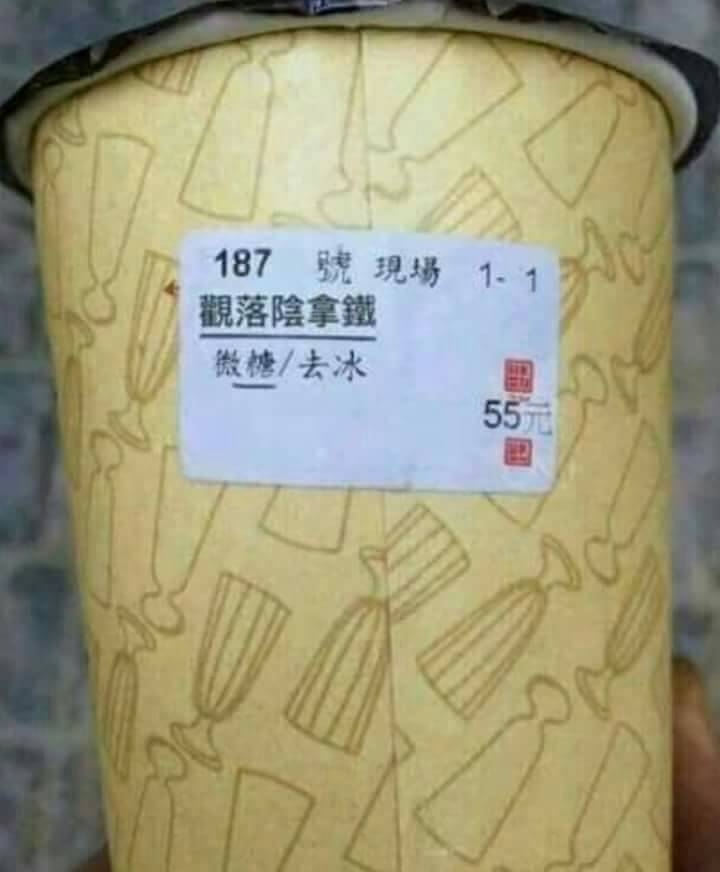 187 號 現場 1- 1
觀落陰拿鐵
微糖/去冰
55元